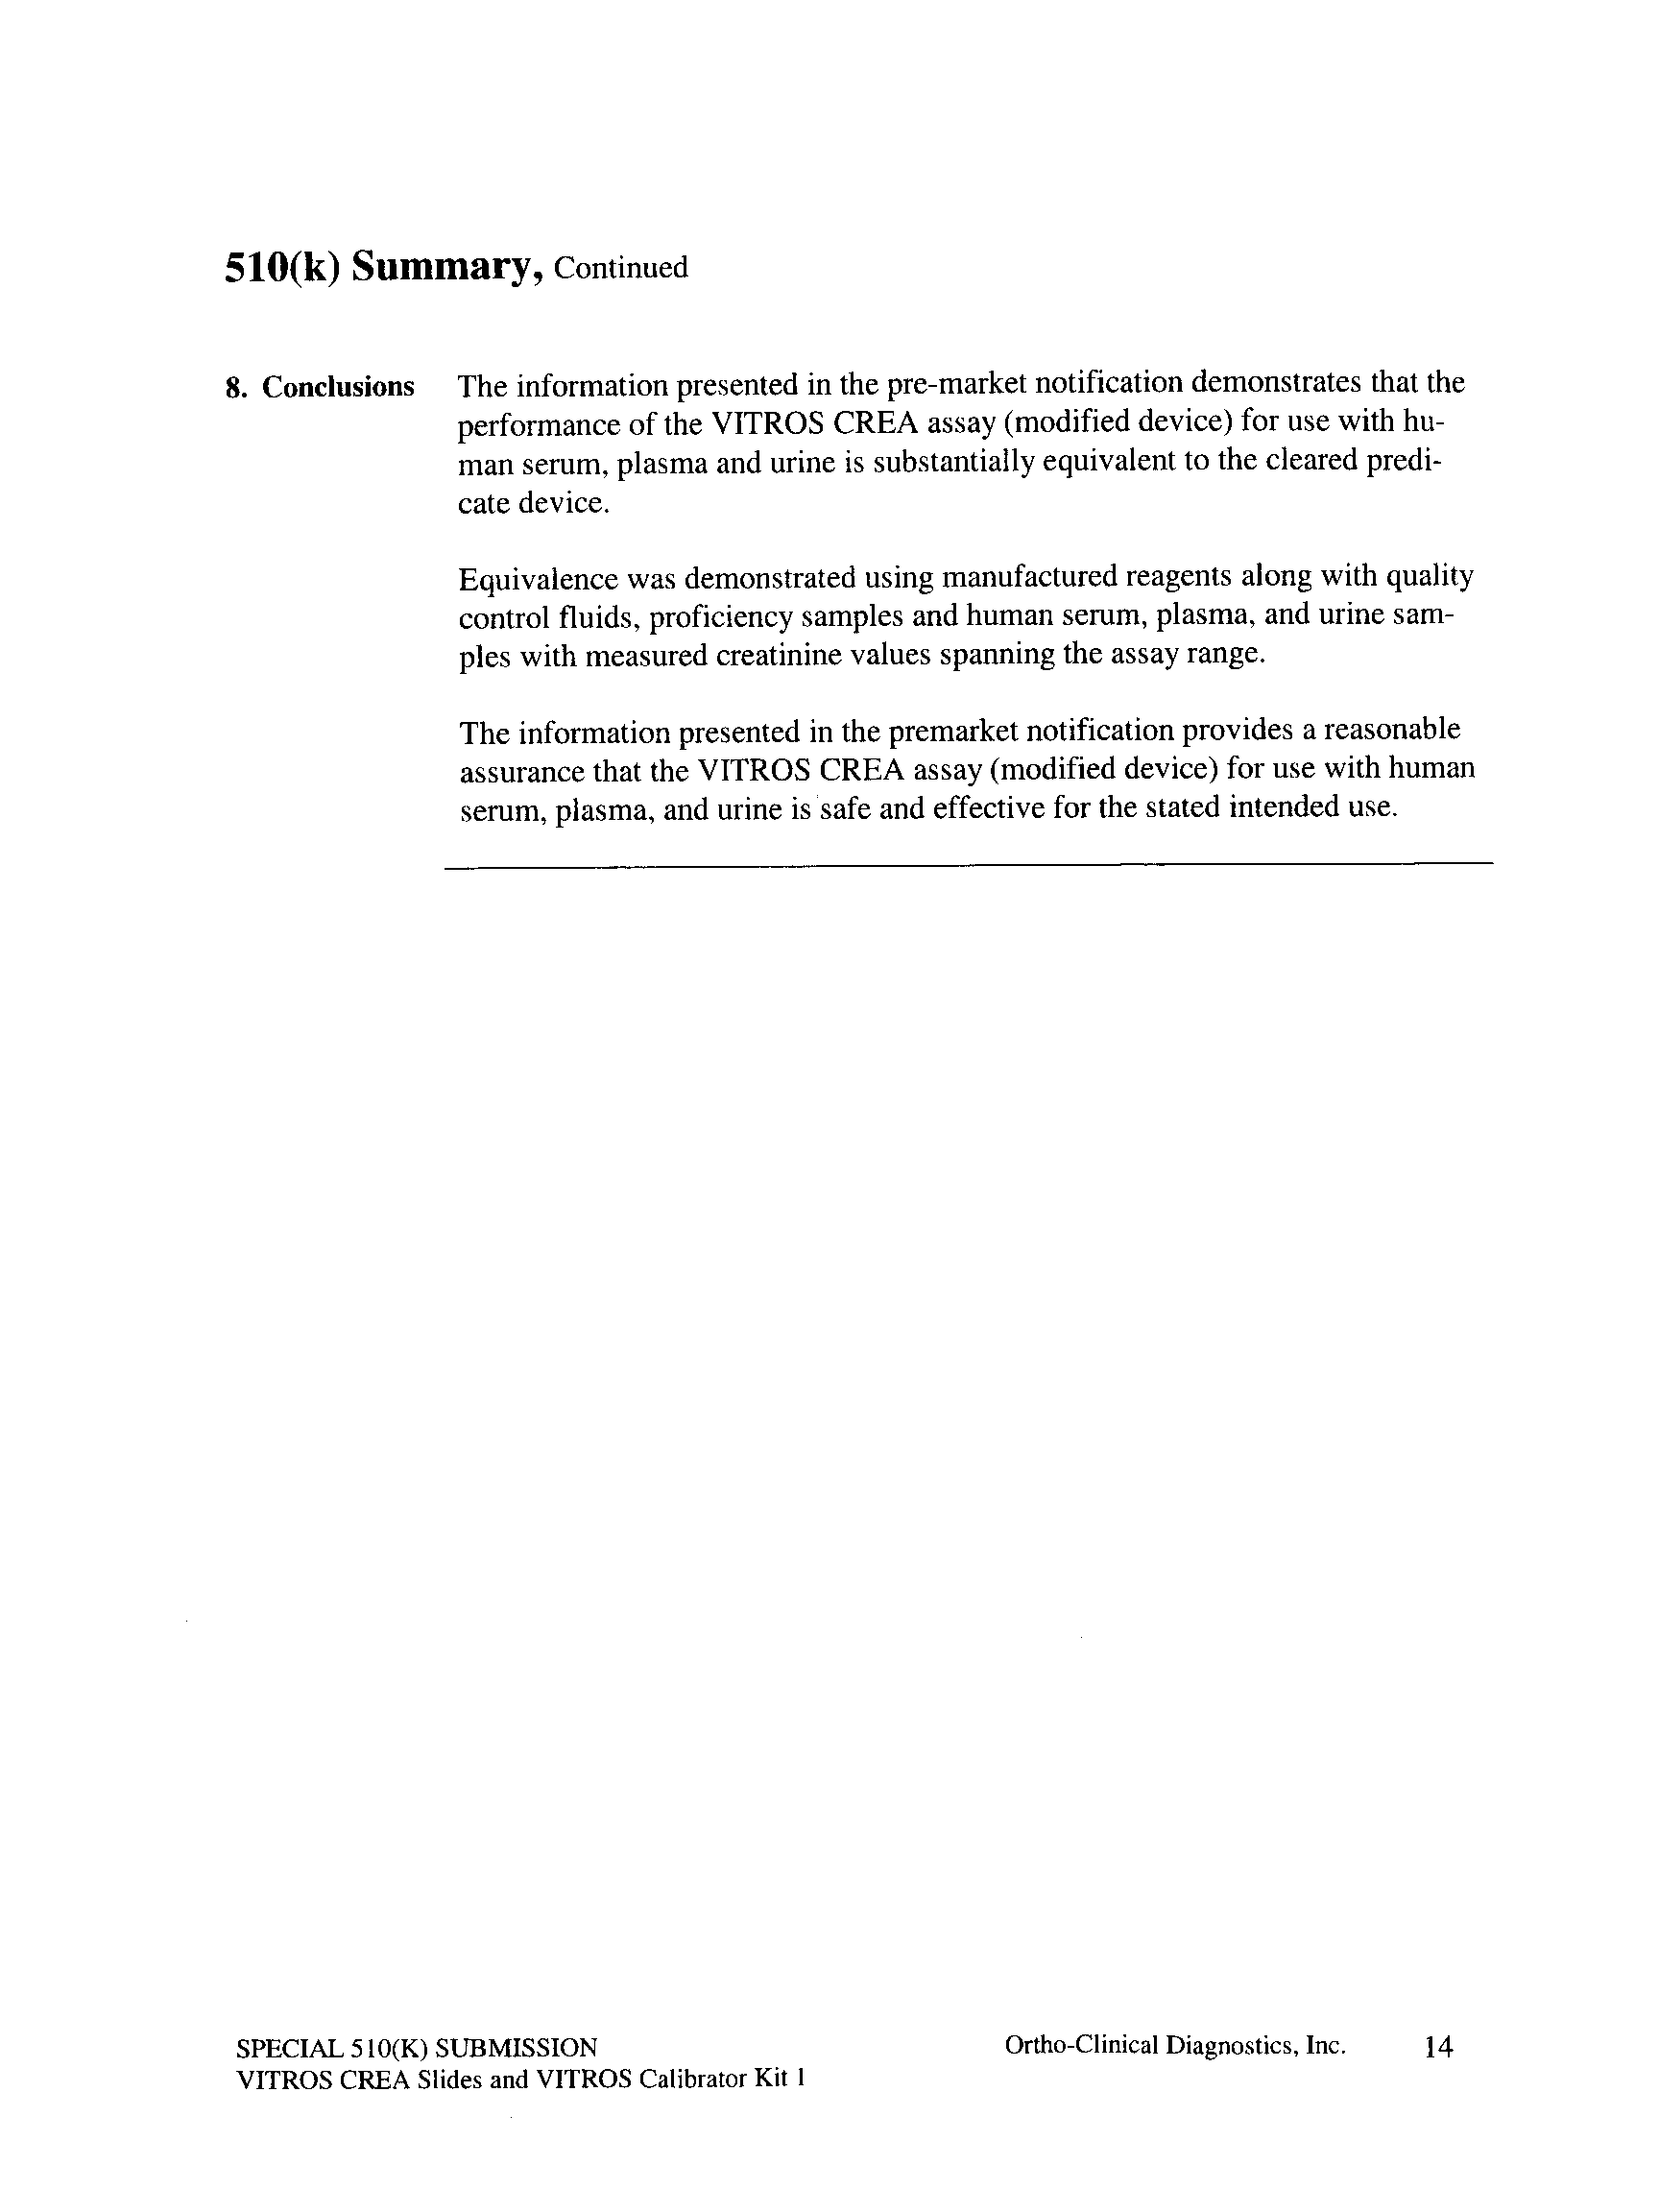 510(k) Summary, Continued
8. Conclusions The information presented in the pre-market notification demonstrates that the
performance of the VITROS CREA assay (modified device) for use with hu-
man serum, plasma and urine is substantially equivalent to the cleared predi-
cate device.
Equivalence was demonstrated using manufactured reagents along with quality
control fluids, proficiency samples and human serum, plasma, and urine sam-
ples with measured creatinine values spanning the assay range.
The information presented in the premarket notification provides a reasonable
assurance that the VITROS CREA assay (modified device) for use with human
serum, plasma, and urine is safe and effective for the stated intended use.
SPECIAL 510(K) SUBMISSION Ortho-Clinical Diagnostics, Inc. 14
VITROS CREA Slides and VITROS Calibrator Kit 1